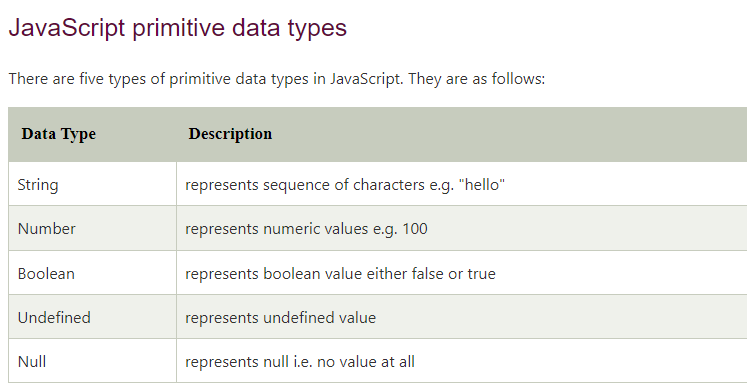 JavaScript primitive data types
There are five types of primitive data types in JavaScript. They are as follows:
Data Type Description
String represents sequence of characters e.g. "hello"
Number represents numeric values e.g. 100
Boolean represents boolean value either false or true
Undefined represents undefined value
Null represents null i.e. no value at all